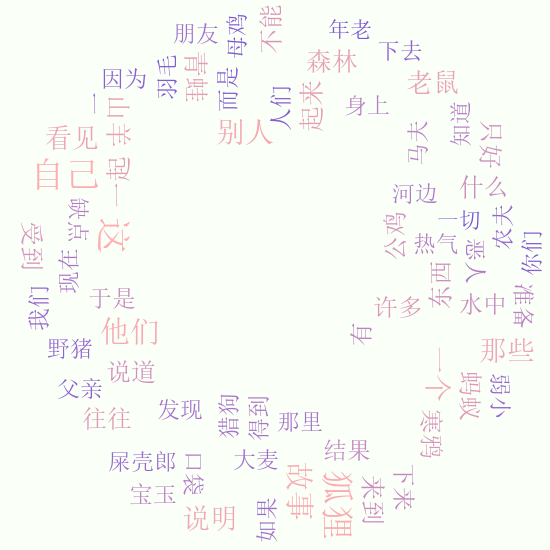 年老
朋友
母鸡
不能
下去
森林
青蛙
羽毛
因为
而是
老鼠
人们
起来
身上
一
山羊
别人
知道
看见
马夫
只好
一起
自己
什么
河边
缺点
一切
农夫
受到
这
公鸡
热气
恶人
你们
现在
东西
于是
许多
水中
准备
我们
他们
有
野猪
那些
说道
父亲
一个
蚂蚁
弱小
往往
发现
猎狗
得到
那里
寒鸦
结果
屎壳郎
口袋
大麦
宝玉
故事
狐狸
来到
下来
说明
如果